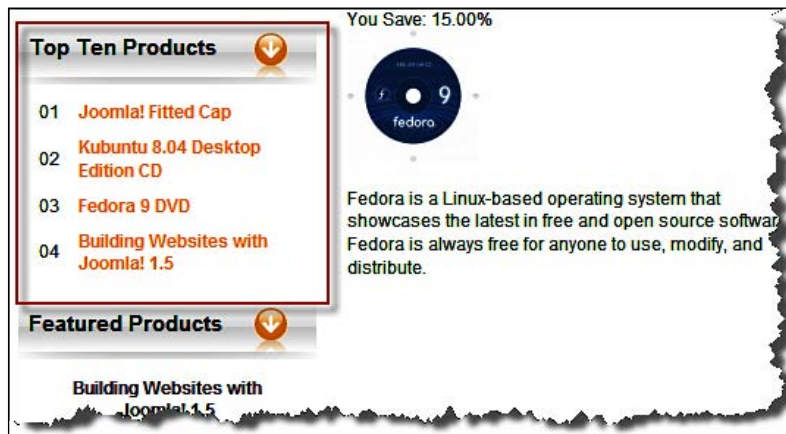 Top Ten Products
01 Joomla! Fitted Cap
02 Kubuntu 8.04 Desktop
Edition CD
03 Fedora 9 DVD
04 Building Websites with
Joomla! 1.5
Featured Products
Building Websites with
Joomla! 1.5
You Save: 15.00%
9
fedora
Fedora is a Linux-based operating system that
showcases the latest in free and open source
Fedora is always free for anyone to use, modify, and
distribute.